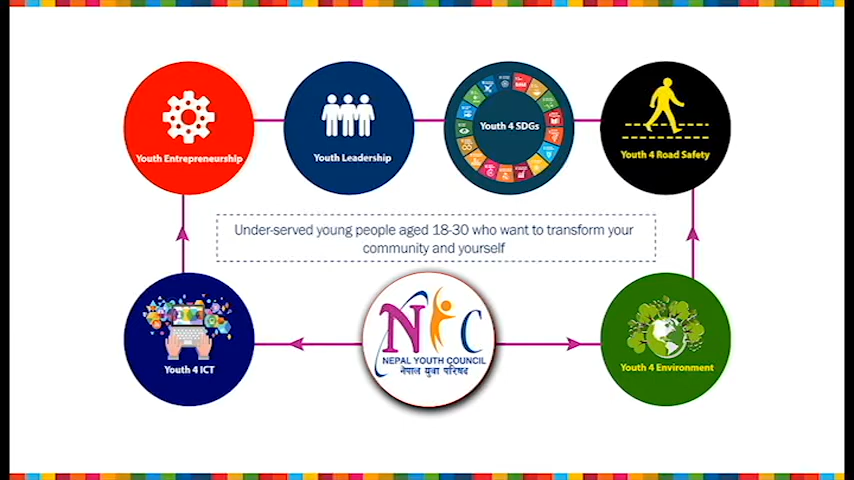 Youth Entrepreneurship
Youth Leadership
Youth 4 SDGs
Youth 4 Road Safety
Under-served young people aged 18-30 who want to transform your
community and yourself
Youth 4 ICT
NYC
NEPAL YOUTH COUNCIL
नेपाल युवा परिषद
Youth 4 Environment